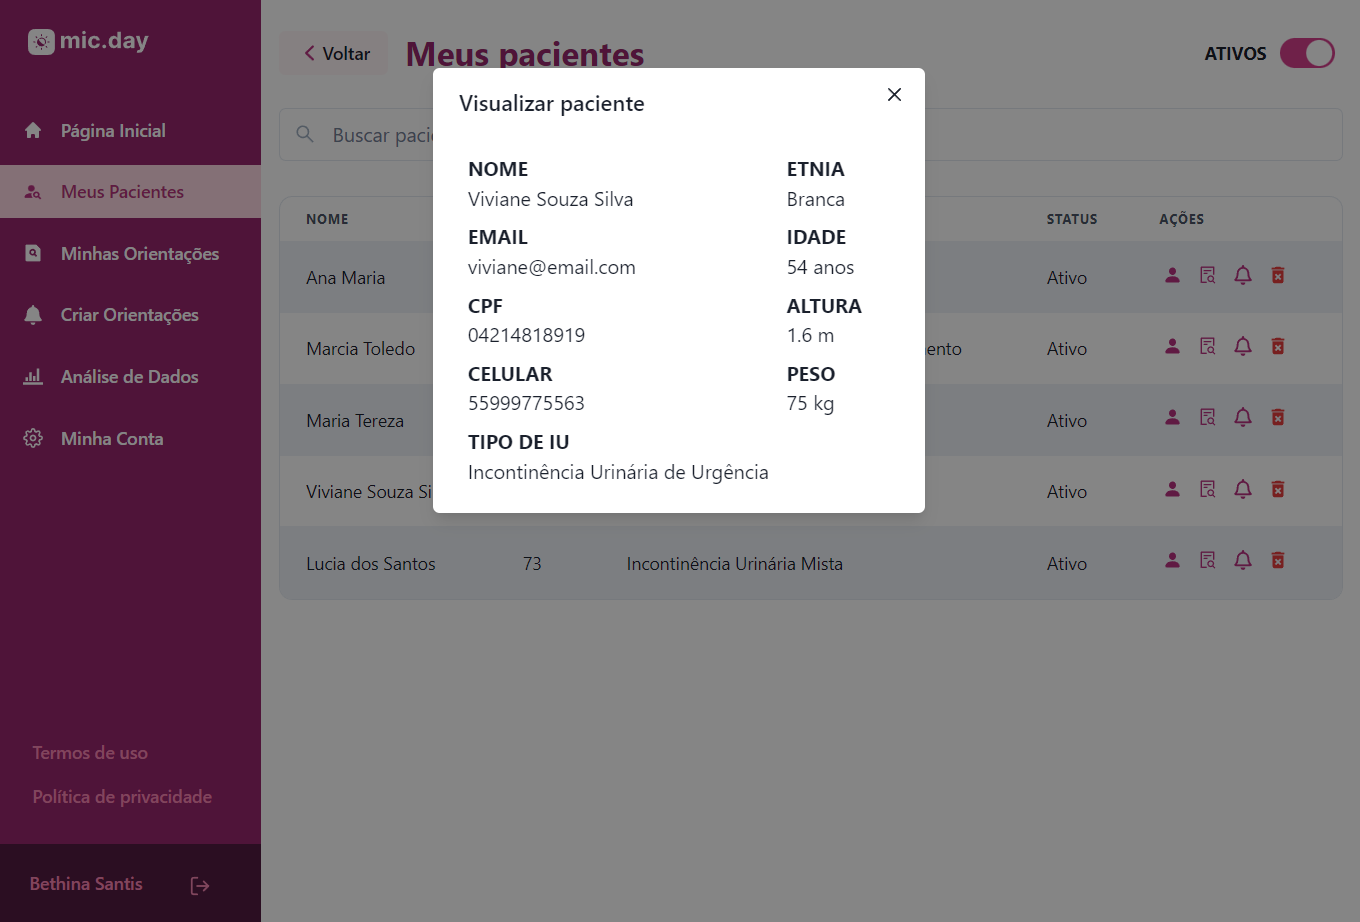 mic.day
Página Inicial
Meus Pacientes
Minhas Orientações
Criar Orientações
Análise de Dados
Minha Conta
Termos de uso
Política de privacidade
Bethina Santis
Voltar
Meus pacientes
ATIVOS
Buscar paci
Visualizar paciente
NOME
Viviane Souza Silva
EMAIL
viviane@email.com
CPF
04214818919
CELULAR
55999775563
TIPO DE IU
Incontinência Urinária de Urgência
ETNIA
Branca
IDADE
54 anos
ALTURA
1.6 m
PESO
75 kg
NOME STATUS AÇÕES
Ana Maria Ativo
Marcia Toledo ento Ativo
Maria Tereza Ativo
Viviane Souza Si Ativo
Lucia dos Santos 73 Incontinência Urinária Mista Ativo